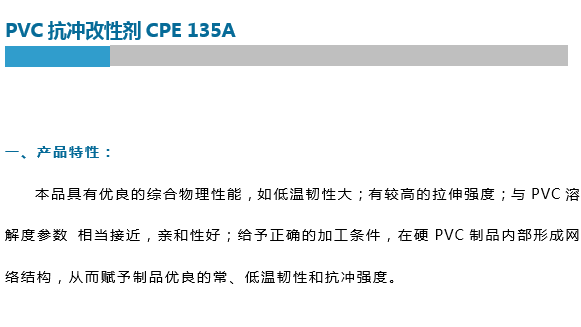 PVC 抗冲改性剂 CPE 135A
一、产品特性：
本品具有优良的综合物理性能，如低温韧性大；有较高的拉伸强度；与 PVC 溶
解度参数 相当接近，亲和性好；给予正确的加工条件，在硬 PVC 制品内部形成网
络结构，从而赋予制品优良的常、低温韧性和抗冲强度。